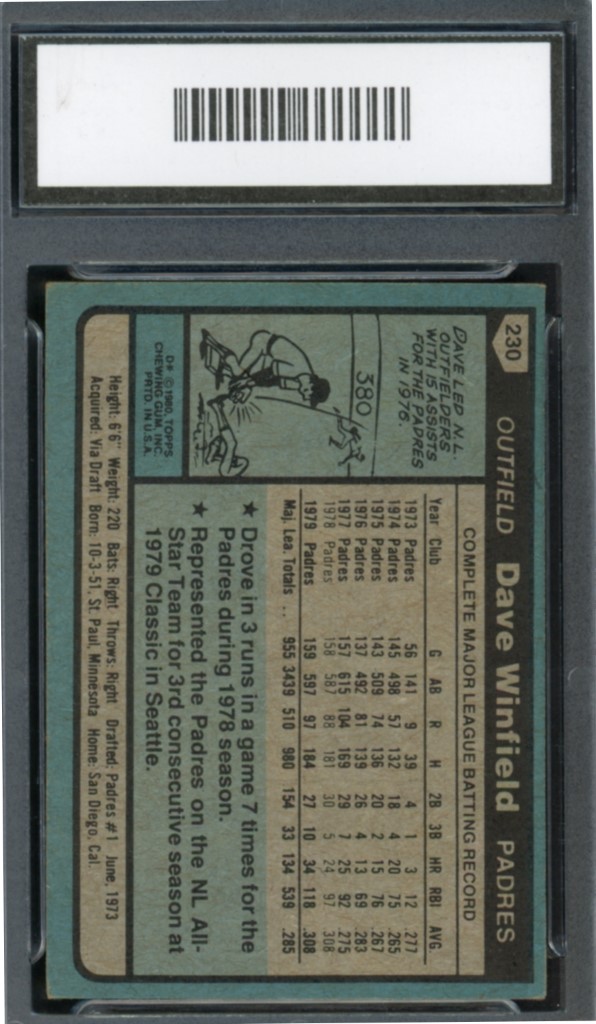 230
OUTFIELD Dave Winfield PADRES
DAVE LED N.L.
OUTFIELDERS
WITH 15 ASSISTS
FOR THE PADRES
IN 1976.
380
D* © 1980, TOPPS
CHEWING GUM, INC.
PRTD. IN U.S.A.
COMPLETE MAJOR LEAGUE BATTING RECORD
Year Club G AB R H 2B 3B HR RBI AVG.
1973 Padres 56 141 9 39 4 1 3 12 .277
1974 Padres 145 498 57 132 18 4 20 75 .265
1975 Padres 143 509 74 136 20 2 15 76 .267
1976 Padres 137 492 81 139 26 4 13 69 .283
1977 Padres 157 615 104 169 29 7 25 92 .275
1978 Padres 158 587 88 181 30 5 24 97 .308
1979 Padres 159 597 97 184 27 10 34 118 .308
Maj. Lea. Totals .. 955 3439 510 980 154 33 134 539 .285
★ Drove in 3 runs in a game 7 times for the
Padres during 1978 season.
★ Represented the Padres on the NL All-
Star Team for 3rd consecutive season at
1979 Classic in Seattle.
Height: 6'6" Weight: 220 Bats: Right Throws: Right Drafted: Padres #1 June, 1973
Acquired: Via Draft Born: 10-3-51, St. Paul, Minnesota Home: San Diego, Cal.